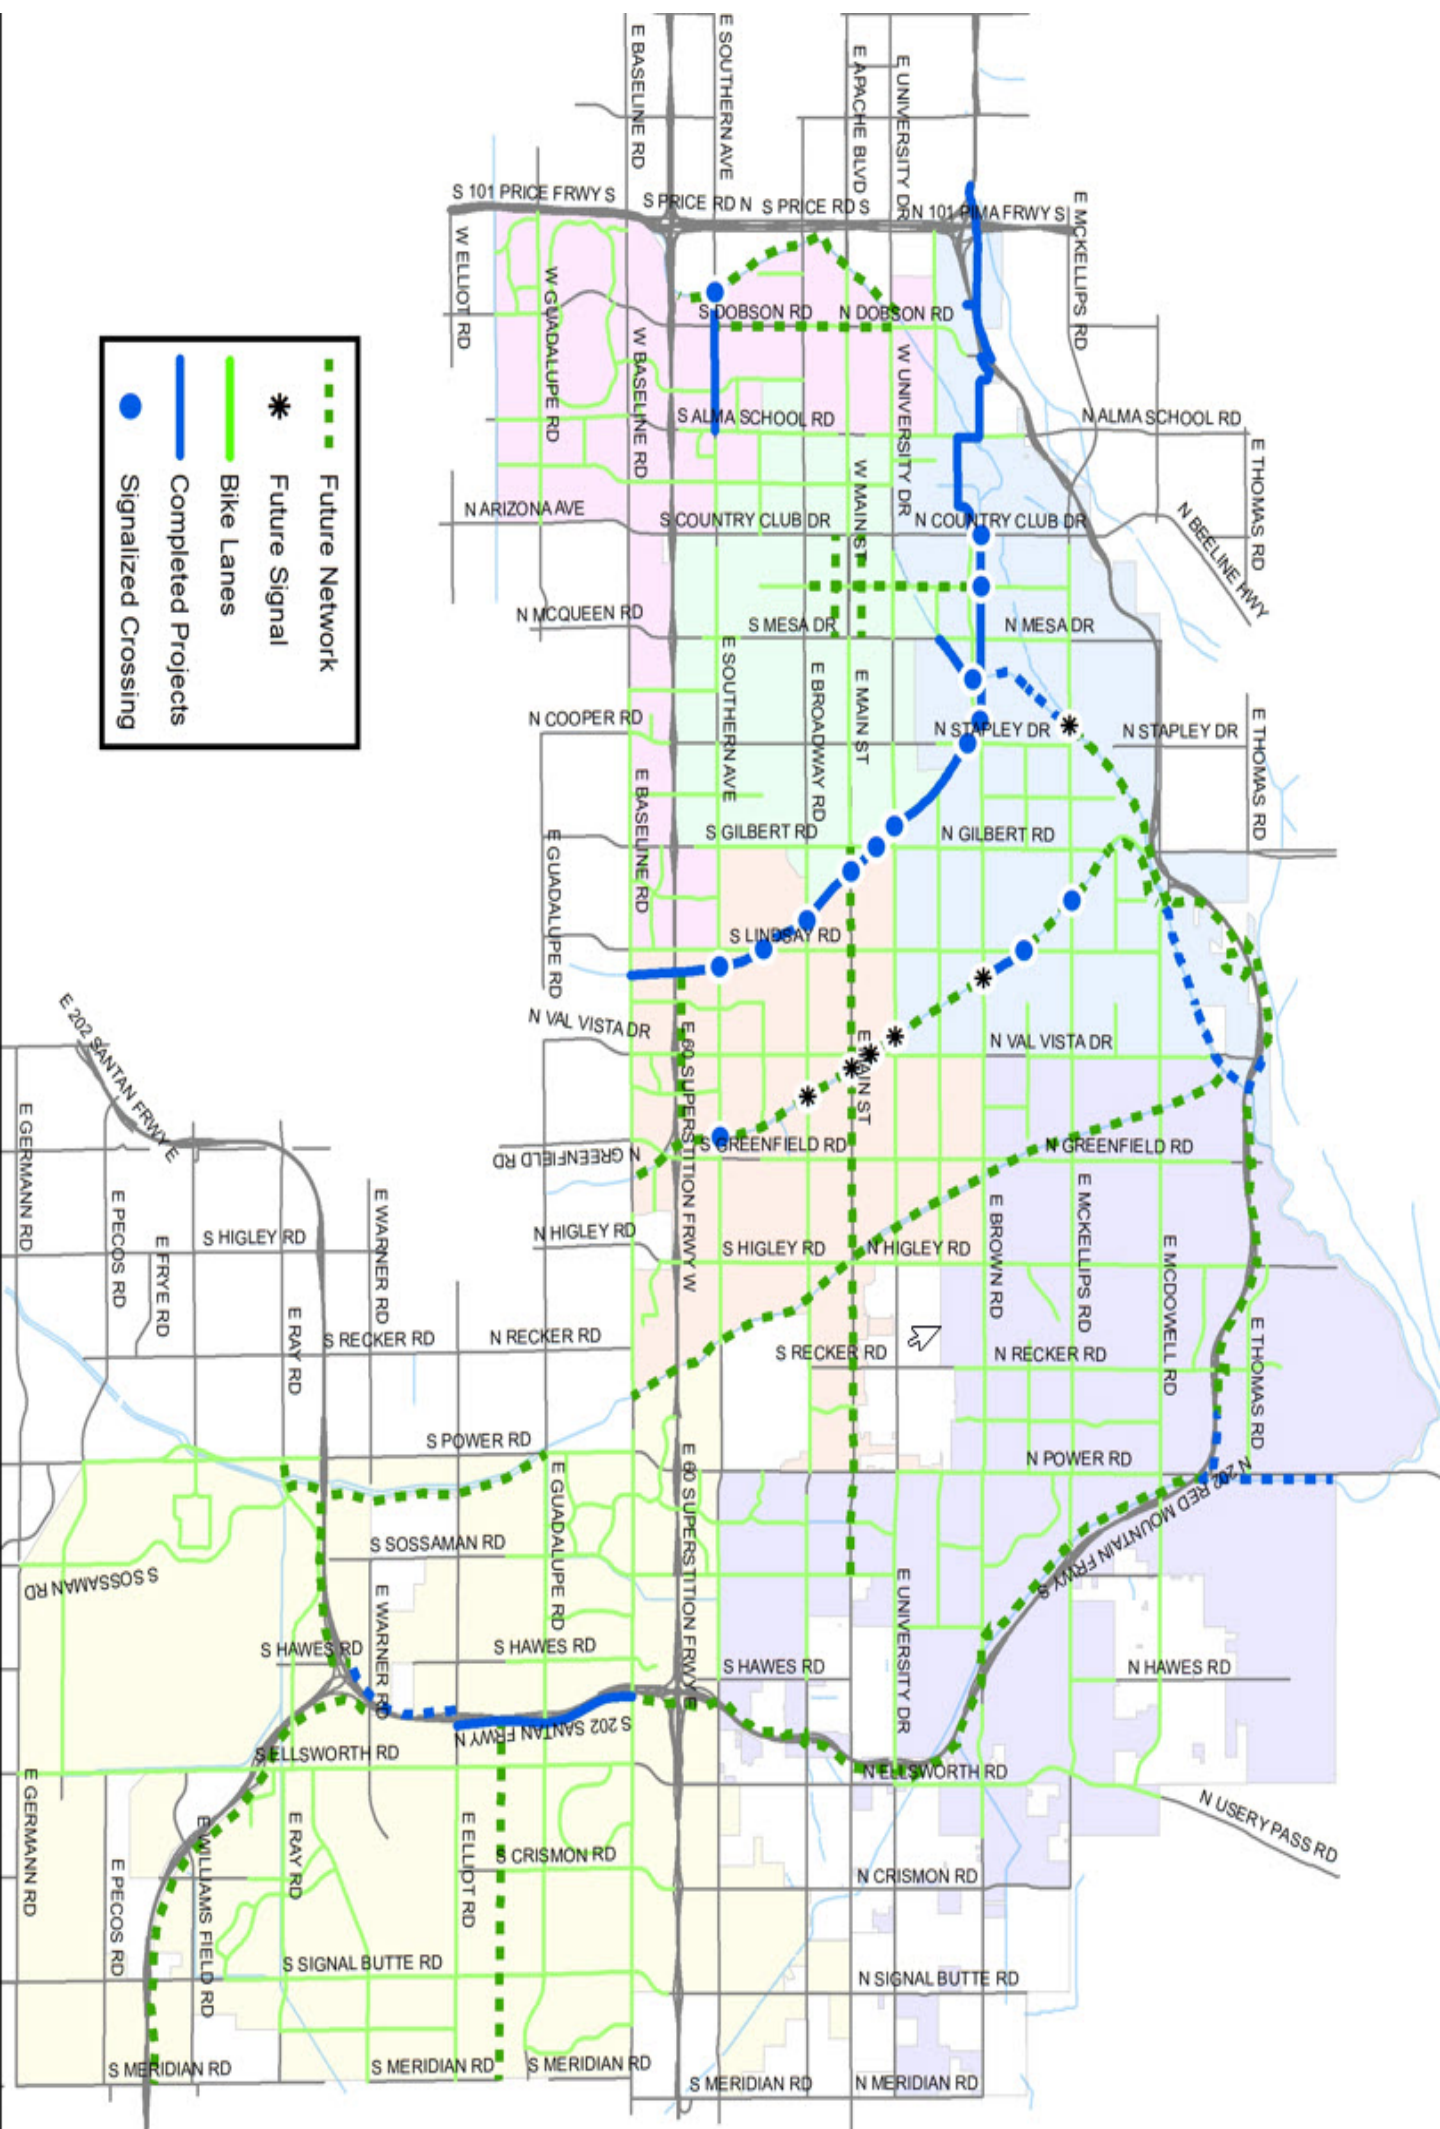 E BASELINE RD
E SOUTHERN AVE
E APACHE BLVD
E UNIVERSITY DR
S 101 PRICE FRWY S
S PRICE RD N
S PRICE RD S
N 101 PIMA FRWY S
E MCKELLIPS RD
W ELLIOT RD
W GUADALUPE RD
S DOBSON RD
N DOBSON RD
W BASELINE RD
W UNIVERSITY DR
S ALMA SCHOOL RD
N ALMA SCHOOL RD
E THOMAS RD
W MAIN ST
N ARIZONA AVE
S COUNTRY CLUB DR
N COUNTRY CLUB DR
N BEELINE HWY
N MCQUEEN RD
S MESA DR
N MESA DR
E SOUTHERN AVE
E BROADWAY RD
E MAIN ST
N COOPER RD
N STAPLEY DR
N STAPLEY DR
E THOMAS RD
E BASELINE RD
S GILBERT RD
N GILBERT RD
E GUADALUPE RD
E GUADALUPE RD
S LINDSAY RD
E 202 SANTAN FRWY E
N VAL VISTA DR
E 60 SUPERSTITION FRWY W
E MAIN ST
N VAL VISTA DR
E GERMANN RD
N GREENFIELD RD
S GREENFIELD RD
N GREENFIELD RD
E PECOS RD
E FRYE RD
S HIGLEY RD
E WARNER RD
N HIGLEY RD
S HIGLEY RD
N HIGLEY RD
E BROWN RD
E MCKELLIPS RD
E MCDOWELL RD
E RAY RD
S RECKER RD
N RECKER RD
S RECKER RD
N RECKER RD
E THOMAS RD
S POWER RD
N POWER RD
E GUADALUPE RD
E 60 SUPERSTITION FRWY E
N 202 RED MOUNTAIN FRWY S
S SOSSAMAN RD
S SOSSAMAN RD
E WARNER RD
E UNIVERSITY DR
S HAWES RD
S HAWES RD
S HAWES RD
N HAWES RD
S 202 SANTAN FRWY N
S ELLSWORTH RD
N ELLSWORTH RD
N USERY PASS RD
E GERMANN RD
E PECOS RD
E WILLIAMS FIELD RD
E RAY RD
E ELLIOT RD
S CRISMON RD
N CRISMON RD
S SIGNAL BUTTE RD
N SIGNAL BUTTE RD
S MERIDIAN RD
S MERIDIAN RD
S MERIDIAN RD
S MERIDIAN RD
N MERIDIAN RD
Future Network
Future Signal
Bike Lanes
Completed Projects
Signalized Crossing